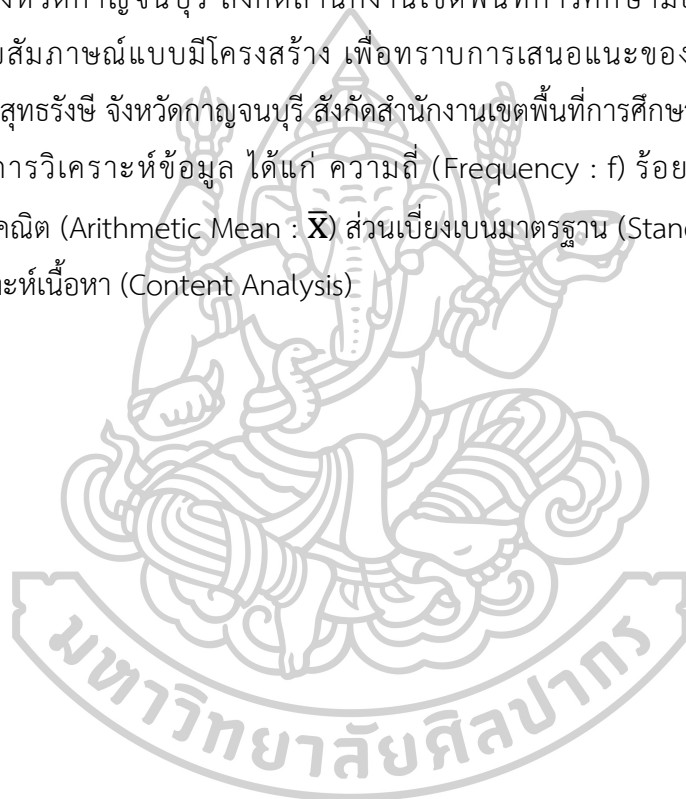 งหวัดกาญจนบุรี สังกัดสำนักงานเขตพื้นที่การศึกษามั
สัมภาษณ์แบบมีโครงสร้าง เพื่อทราบการเสนอแนะของ
สุทธรังษี จังหวัดกาญจนบุรี สังกัดสำนักงานเขตพื้นที่การศึกษา
การวิเคราะห์ข้อมูล ได้แก่ ความถี่ (Frequency : f) ร้อย
คณิต (Arithmetic Mean : X̅) ส่วนเบี่ยงเบนมาตรฐาน (Stan
ะห์เนื้อหา (Content Analysis)
มหาวิทยาลัยศิลปากร